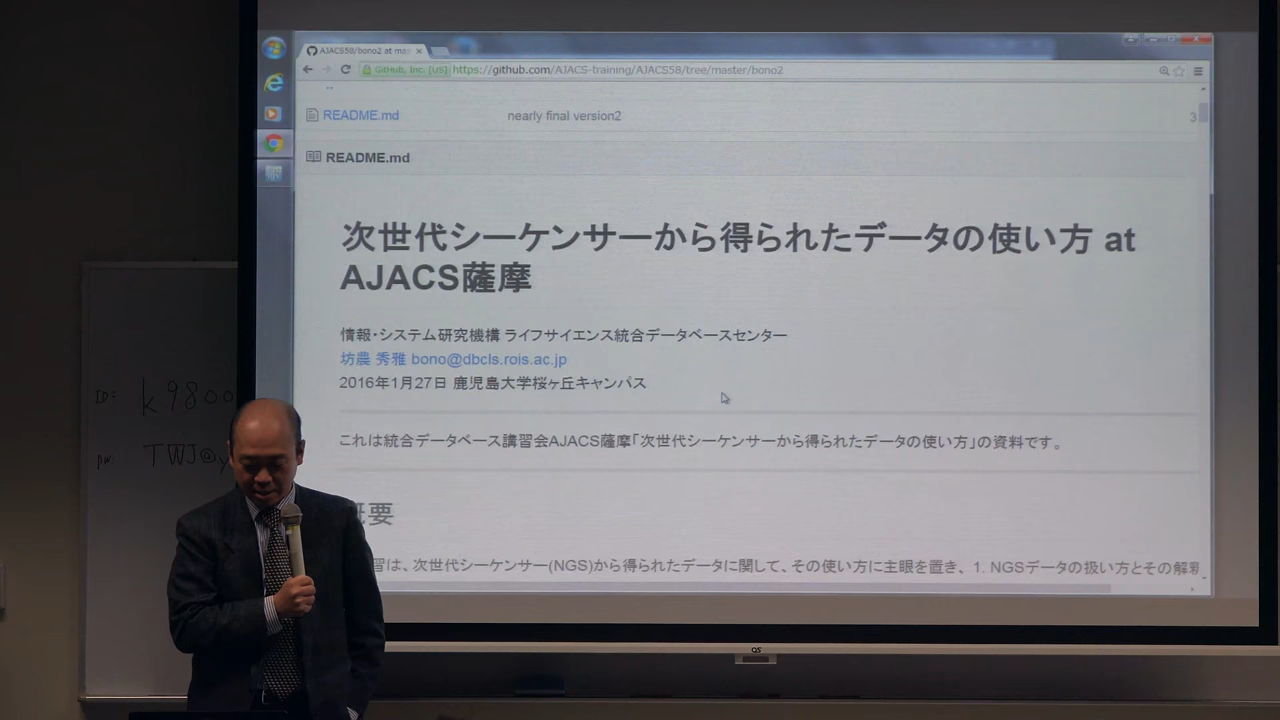 AJACS58/bono2 at mas
GitHub, Inc. [US] https://github.com/AJACS-training/AJACS58/tree/master/bono2
README.md nearly final version2 3
README.md
次世代シーケンサーから得られたデータの使い方 at
AJACS薩摩
情報・システム研究機構 ライフサイエンス統合データベースセンター
坊農 秀雅 bono@dbcls.rois.ac.jp
2016年1月27日 鹿児島大学桜ヶ丘キャンパス
これは統合データベース講習会AJACS薩摩「次世代シーケンサーから得られたデータの使い方」の資料です。
概要
習は、次世代シーケンサー(NGS)から得られたデータに関して、その使い方に主眼を置き、 1. NGSデータの扱い方とその解釈
ID: k9800
pw: TWJ@y
OS